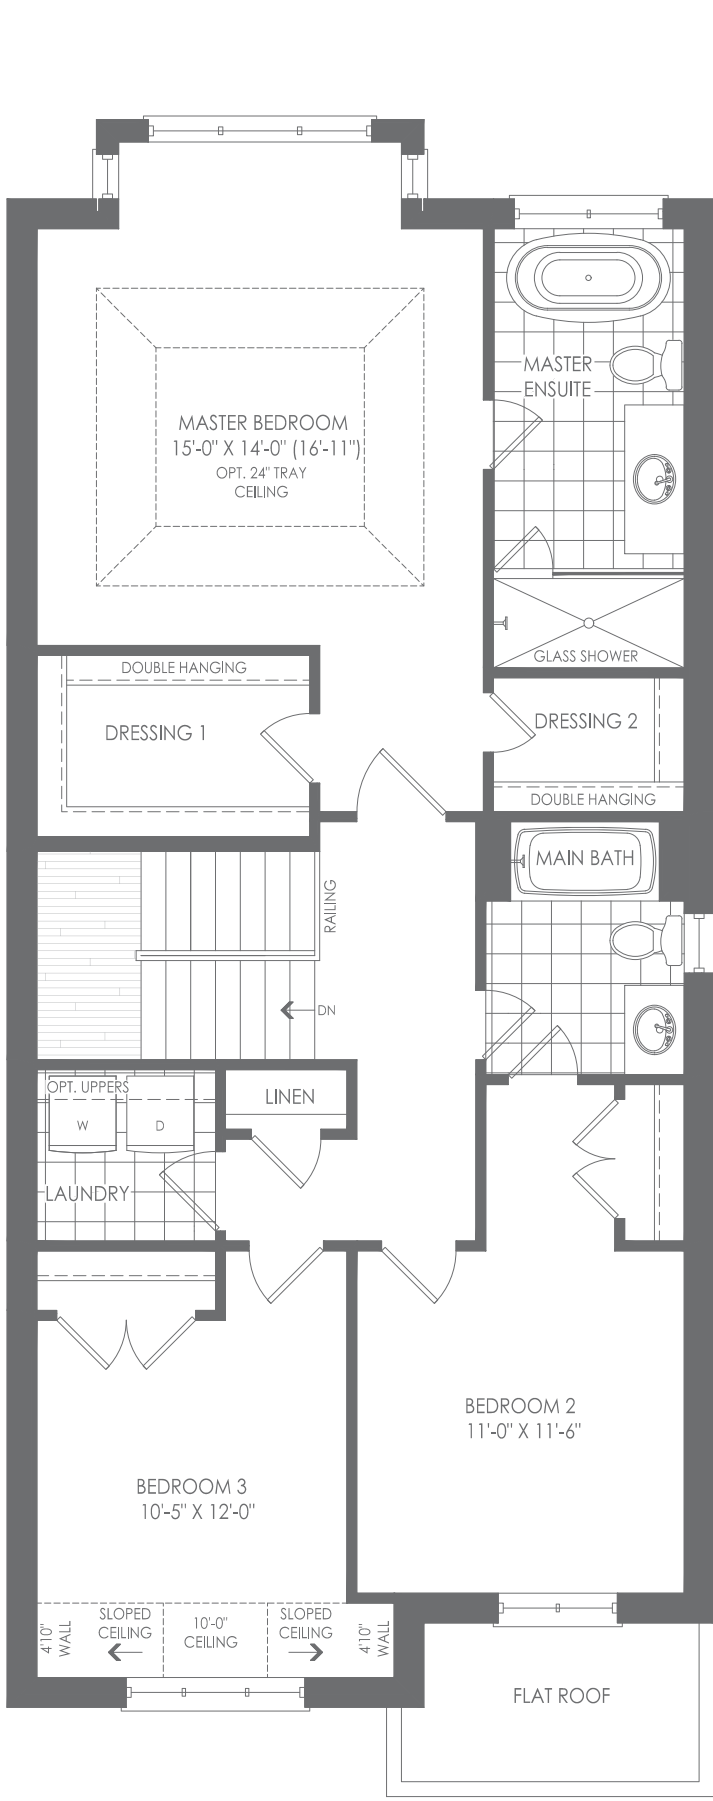 MASTER
ENSUITE
MASTER BEDROOM
15'-0" X 14'-0" (16'-11")
OPT. 24" TRAY
CEILING
GLASS SHOWER
DOUBLE HANGING
DRESSING 1
DRESSING 2
DOUBLE HANGING
MAIN BATH
RAILING
DN
OPT. UPPERS
W
D
LINEN
LAUNDRY
BEDROOM 2
11'-0" X 11'-6"
BEDROOM 3
10'-5" X 12'-0"
4'10"
WALL
SLOPED
CEILING
10'-0"
CEILING
SLOPED
CEILING
4'10"
WALL
FLAT ROOF